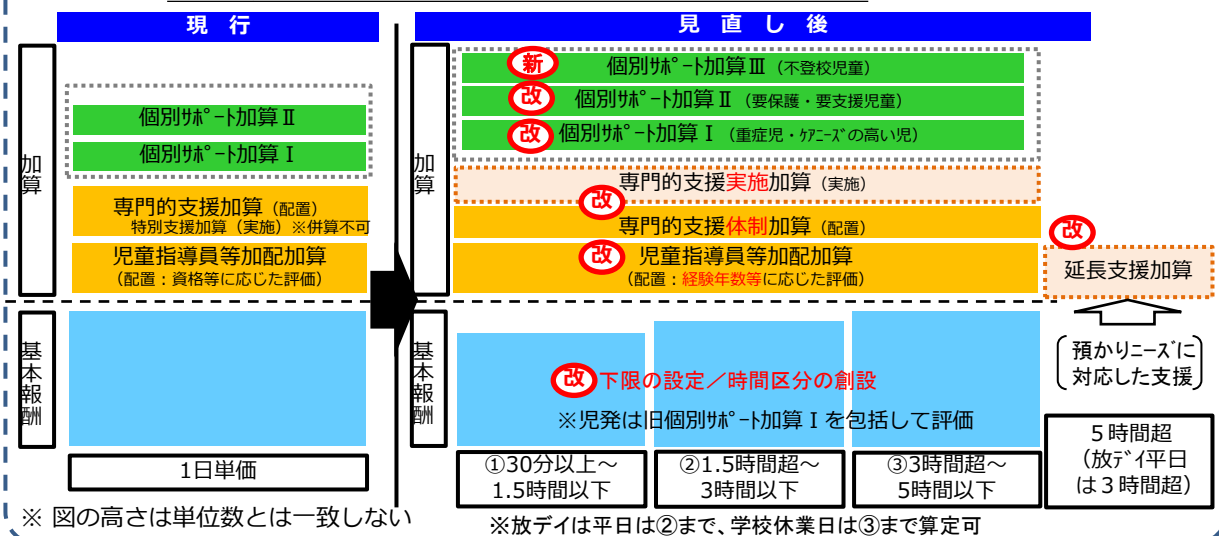 現 行
見 直 し 後
加算
個別ｻﾎﾟｰﾄ加算Ⅱ
個別ｻﾎﾟｰﾄ加算Ⅰ
専門的支援加算（配置）
特別支援加算（実施）※併算不可
児童指導員等加配加算
（配置：資格等に応じた評価）
基本報酬
1日単価
※ 図の高さは単位数とは一致しない
加算
新 個別ｻﾎﾟｰﾄ加算Ⅲ（不登校児童）
改 個別ｻﾎﾟｰﾄ加算Ⅱ（要保護・要支援児童）
改 個別ｻﾎﾟｰﾄ加算Ⅰ（重症児・ｹｱﾆｰｽﾞの高い児）
専門的支援実施加算（実施）
改
専門的支援体制加算（配置）
改 児童指導員等加配加算
（配置：経験年数等に応じた評価）
改
延長支援加算
預かりﾆｰｽﾞに
対応した支援
基本報酬
改 下限の設定／時間区分の創設
※児発は旧個別ｻﾎﾟｰﾄ加算Ⅰを包括して評価
①30分以上～
1.5時間以下
②1.5時間超～
3時間以下
③3時間超～
5時間以下
５時間超
（放ﾃﾞｲ平日
は３時間超）
※放デイは平日は②まで、学校休業日は③まで算定可